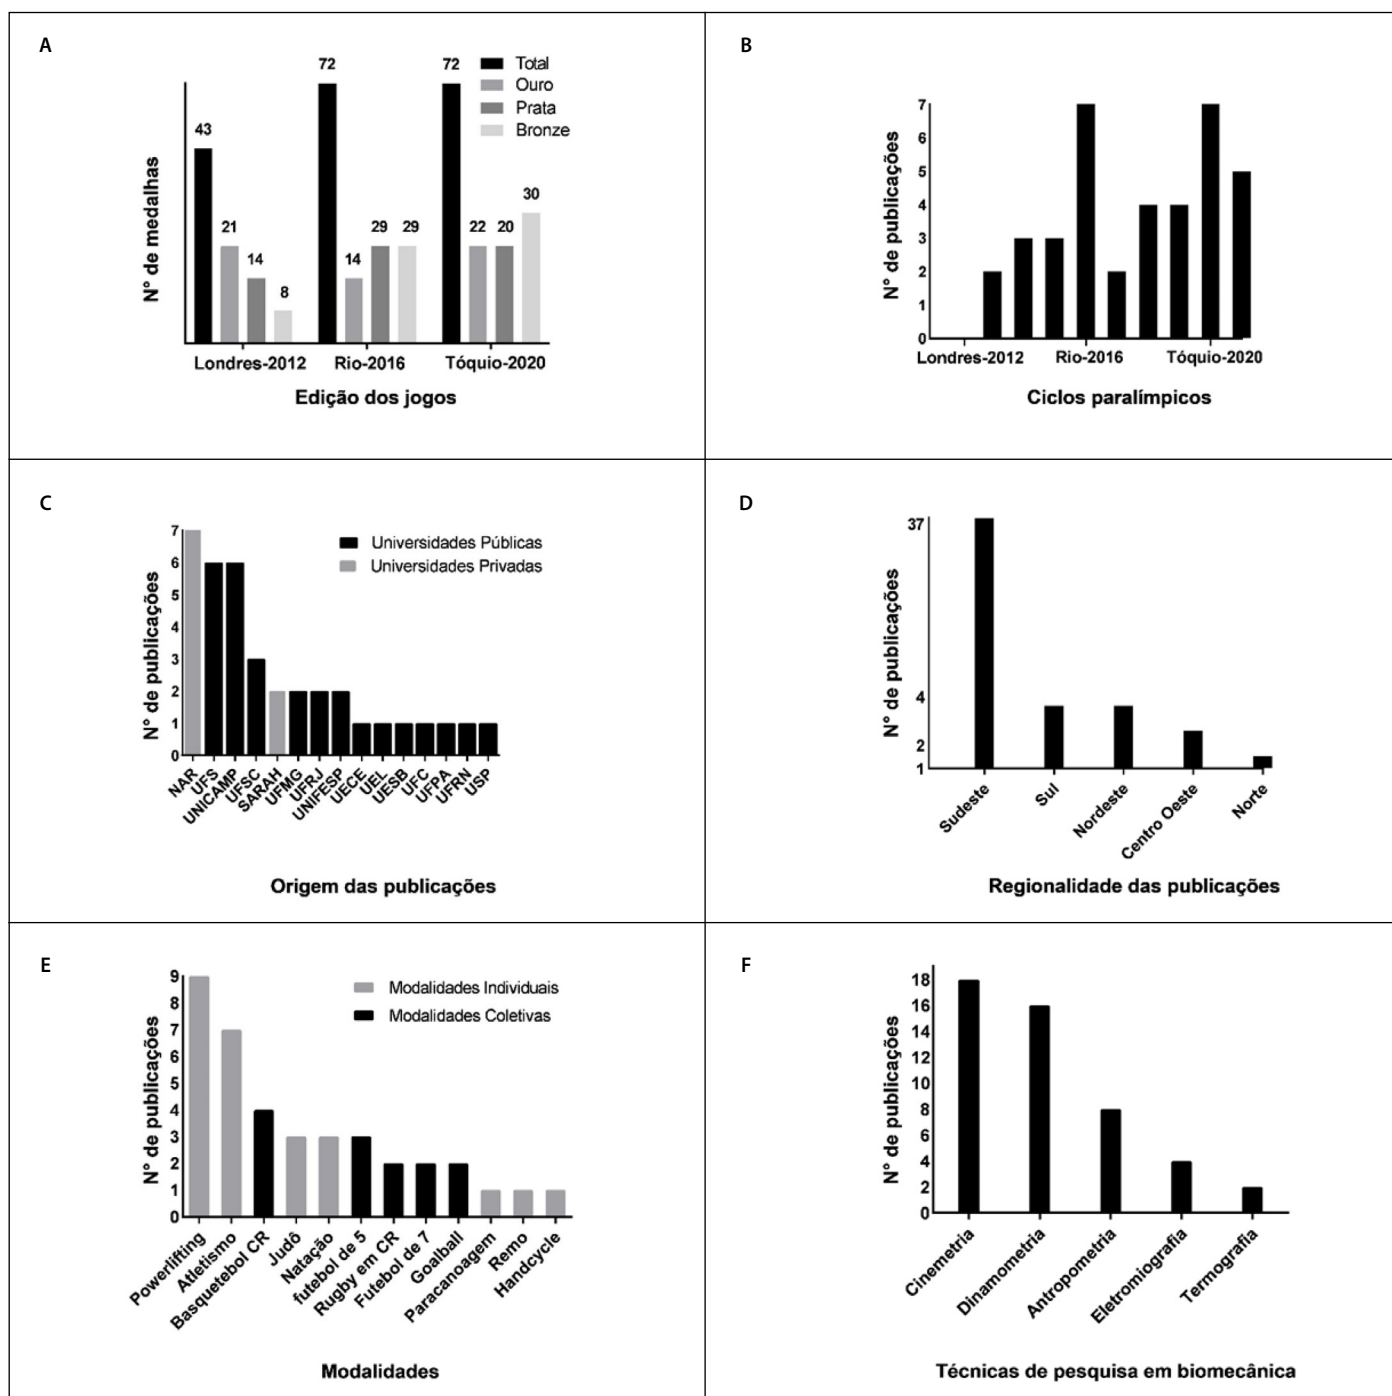 A
Total
Ouro
Prata
Bronze
43
21
14
8
72
14
29
29
72
22
20
30
N° de medalhas
Londres-2012
Rio-2016
Tóquio-2020
Edição dos jogos
B
7
6
5
4
3
2
1
0
N° de publicações
Londres-2012
Rio-2016
Tóquio-2020
Ciclos paralímpicos
C
Universidades Públicas
Universidades Privadas
7
6
5
4
3
2
1
0
N° de publicações
NAR
UFS
UNICAMP
UFSC
SARAH
UFMG
UFRJ
UNIFESP
UECE
UEL
UESB
UFC
UFPA
UFRN
USP
Origem das publicações
D
37
4
2
1
N° de publicações
Sudeste
Sul
Nordeste
Centro Oeste
Norte
Regionalidade das publicações
E
Modalidades Individuais
Modalidades Coletivas
9
8
7
6
5
4
3
2
1
0
N° de publicações
Powerlifting
Atletismo
Basquetebol CR
Judô
Natação
futebol de 5
Rugby em CR
Futebol de 7
Goalball
Paracanoagem
Remo
Handcycle
Modalidades
F
18
16
14
12
10
8
6
4
2
0
N° de publicações
Cinemetria
Dinamometria
Antropometria
Eletromiografia
Termografia
Técnicas de pesquisa em biomecânica